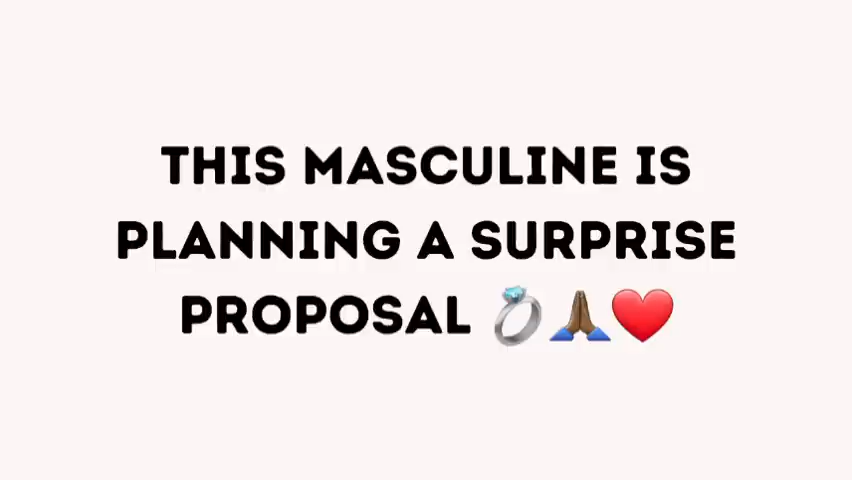 THIS MASCULINE IS
PLANNING A SURPRISE
PROPOSAL 💍🙏🏾❤️